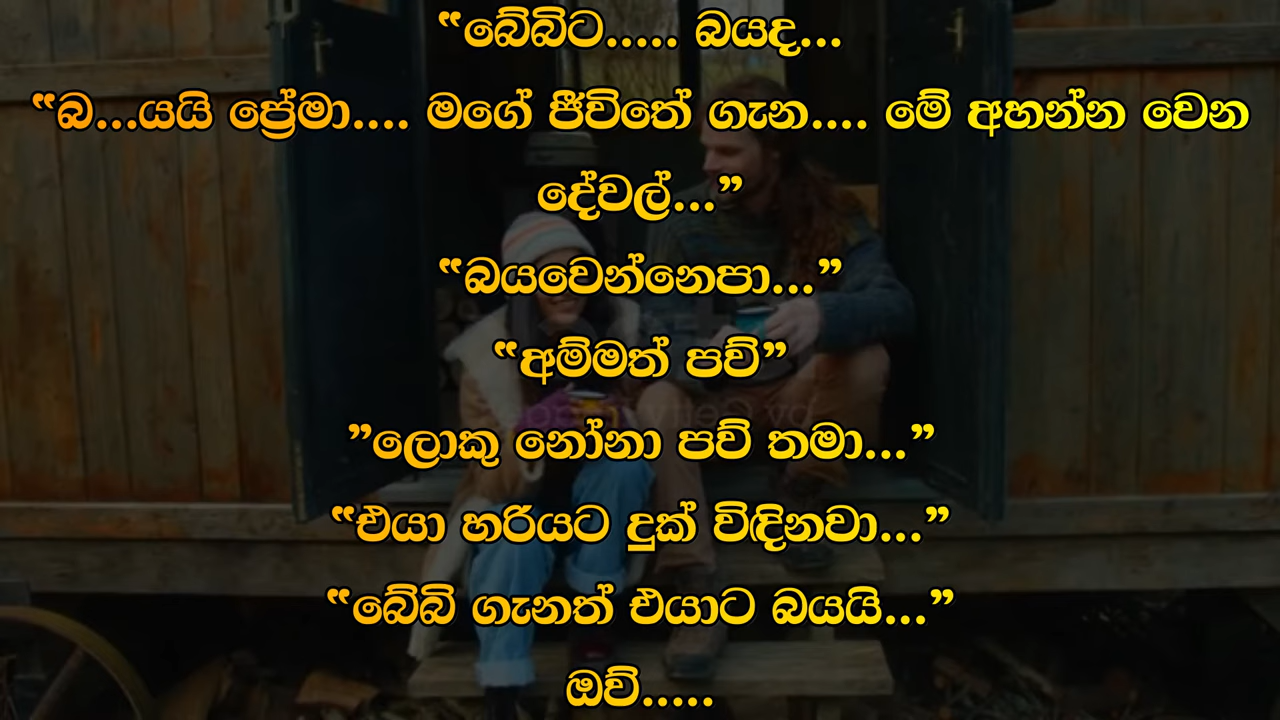 “බේබිට..... බයද...
“බ...යයි ප්‍රේමා.... මගේ ජීවිතේ ගැන.... මේ අහන්න වෙන
දේවල්...”
“බයවෙන්නෙපා...”
“අම්මත් පව්”
”ලොකු නෝනා පව් තමා...”
“එයා හරියට දුක් විඳිනවා...”
“බේබි ගැනත් එයාට බයයි...”
ඔව්.....